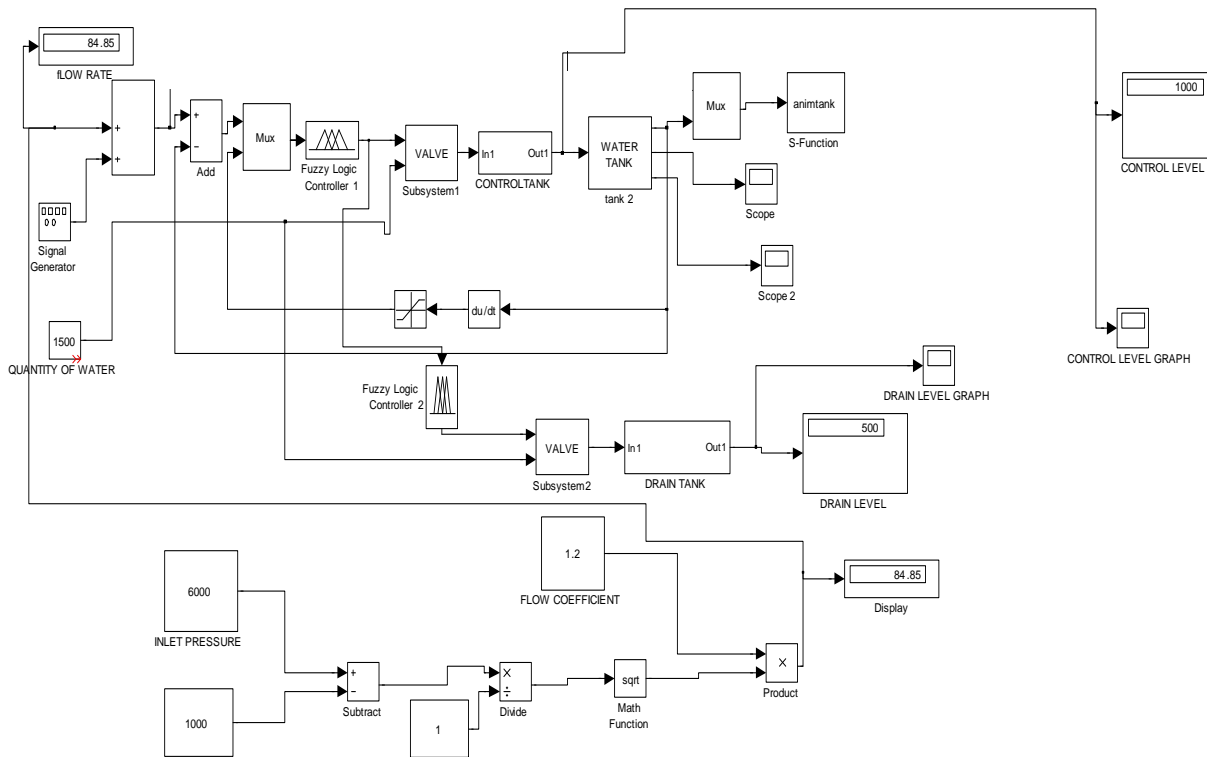 84.85
fLOW RATE
+
+
+
−
Add
Mux
Fuzzy Logic
Controller 1
VALVE
Subsystem1
In1
Out1
CONTROLTANK
WATER
TANK
tank 2
Mux
animtank
S-Function
1000
CONTROL LEVEL
Scope
Scope 2
Signal
Generator
du/dt
1500
QUANTITY OF WATER
CONTROL LEVEL GRAPH
Fuzzy Logic
Controller 2
DRAIN LEVEL GRAPH
VALVE
Subsystem2
In1
Out1
DRAIN TANK
500
DRAIN LEVEL
1.2
FLOW COEFFICIENT
84.85
Display
6000
INLET PRESSURE
+
−
Subtract
×
÷
Divide
sqrt
Math
Function
×
Product
1000
1